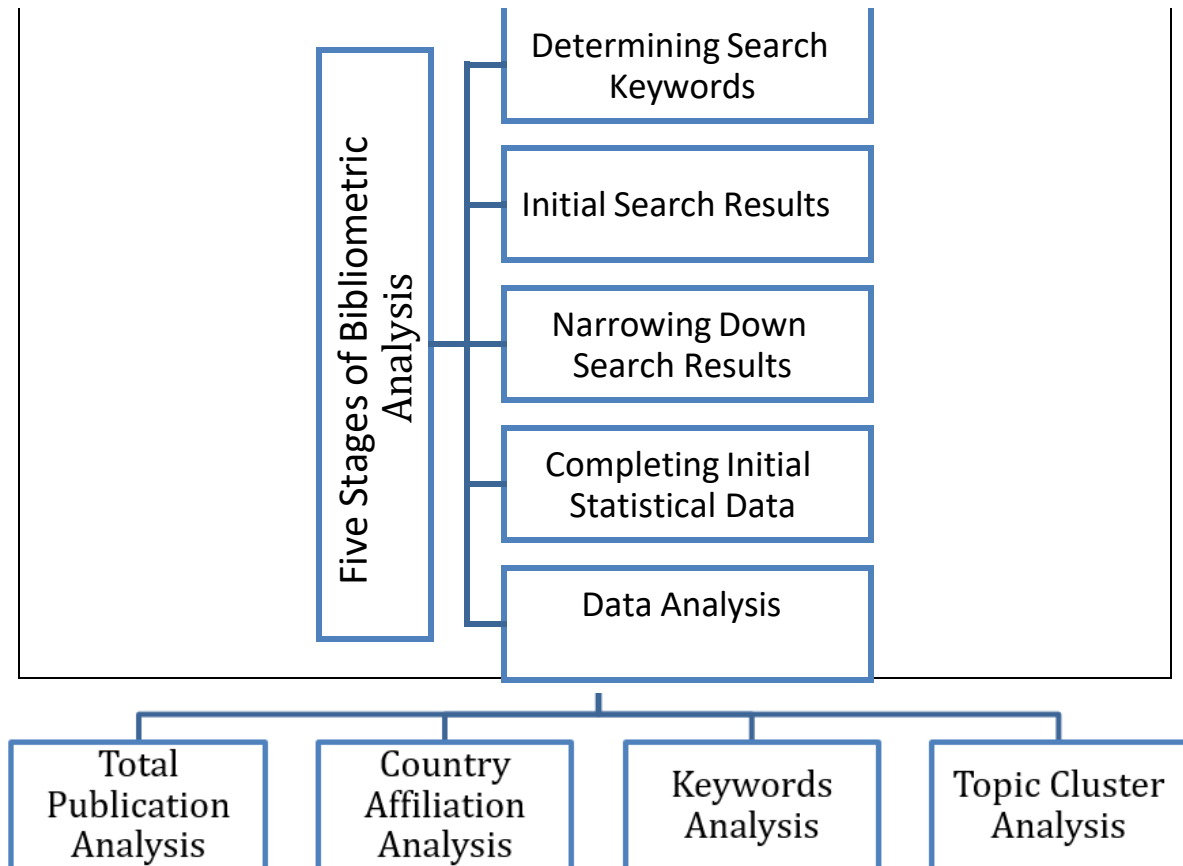 Five Stages of Bibliometric
Analysis
Determining Search
Keywords
Initial Search Results
Narrowing Down
Search Results
Completing Initial
Statistical Data
Data Analysis
Total
Publication
Analysis
Country
Affiliation
Analysis
Keywords
Analysis
Topic Cluster
Analysis